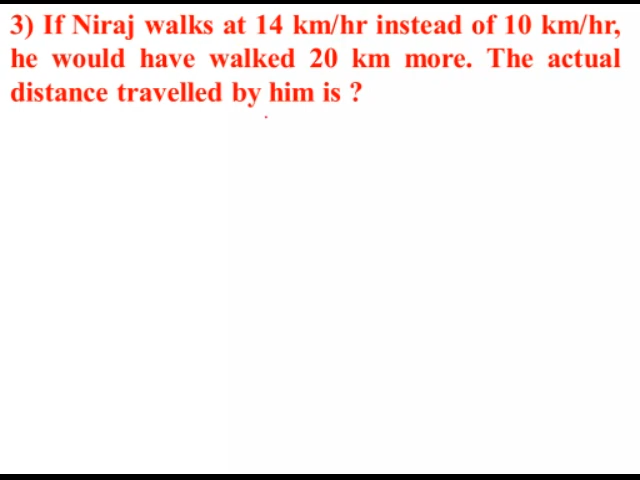 3) If Niraj walks at 14 km/hr instead of 10 km/hr,
he would have walked 20 km more. The actual
distance travelled by him is ?